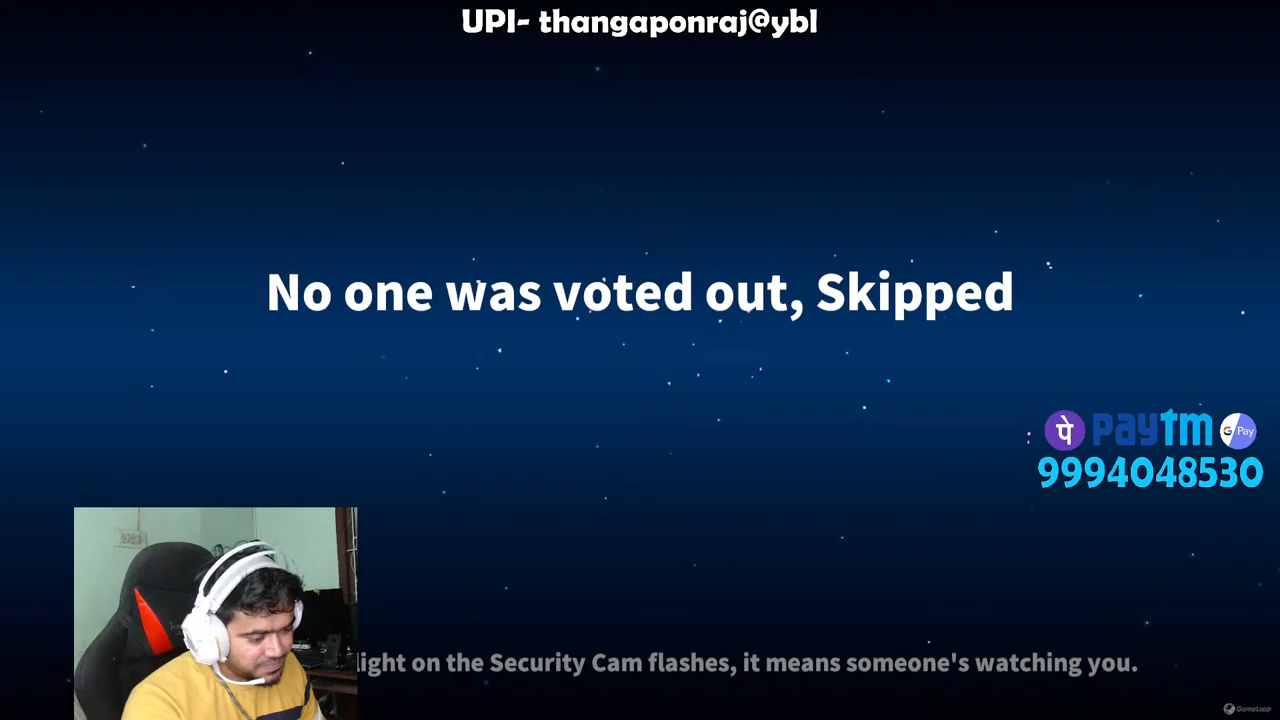 UPI- thangaponraj@ybl
No one was voted out, Skipped
पे paytm G Pay
9994048530
light on the Security Cam flashes, it means someone's watching you.
GameLoop